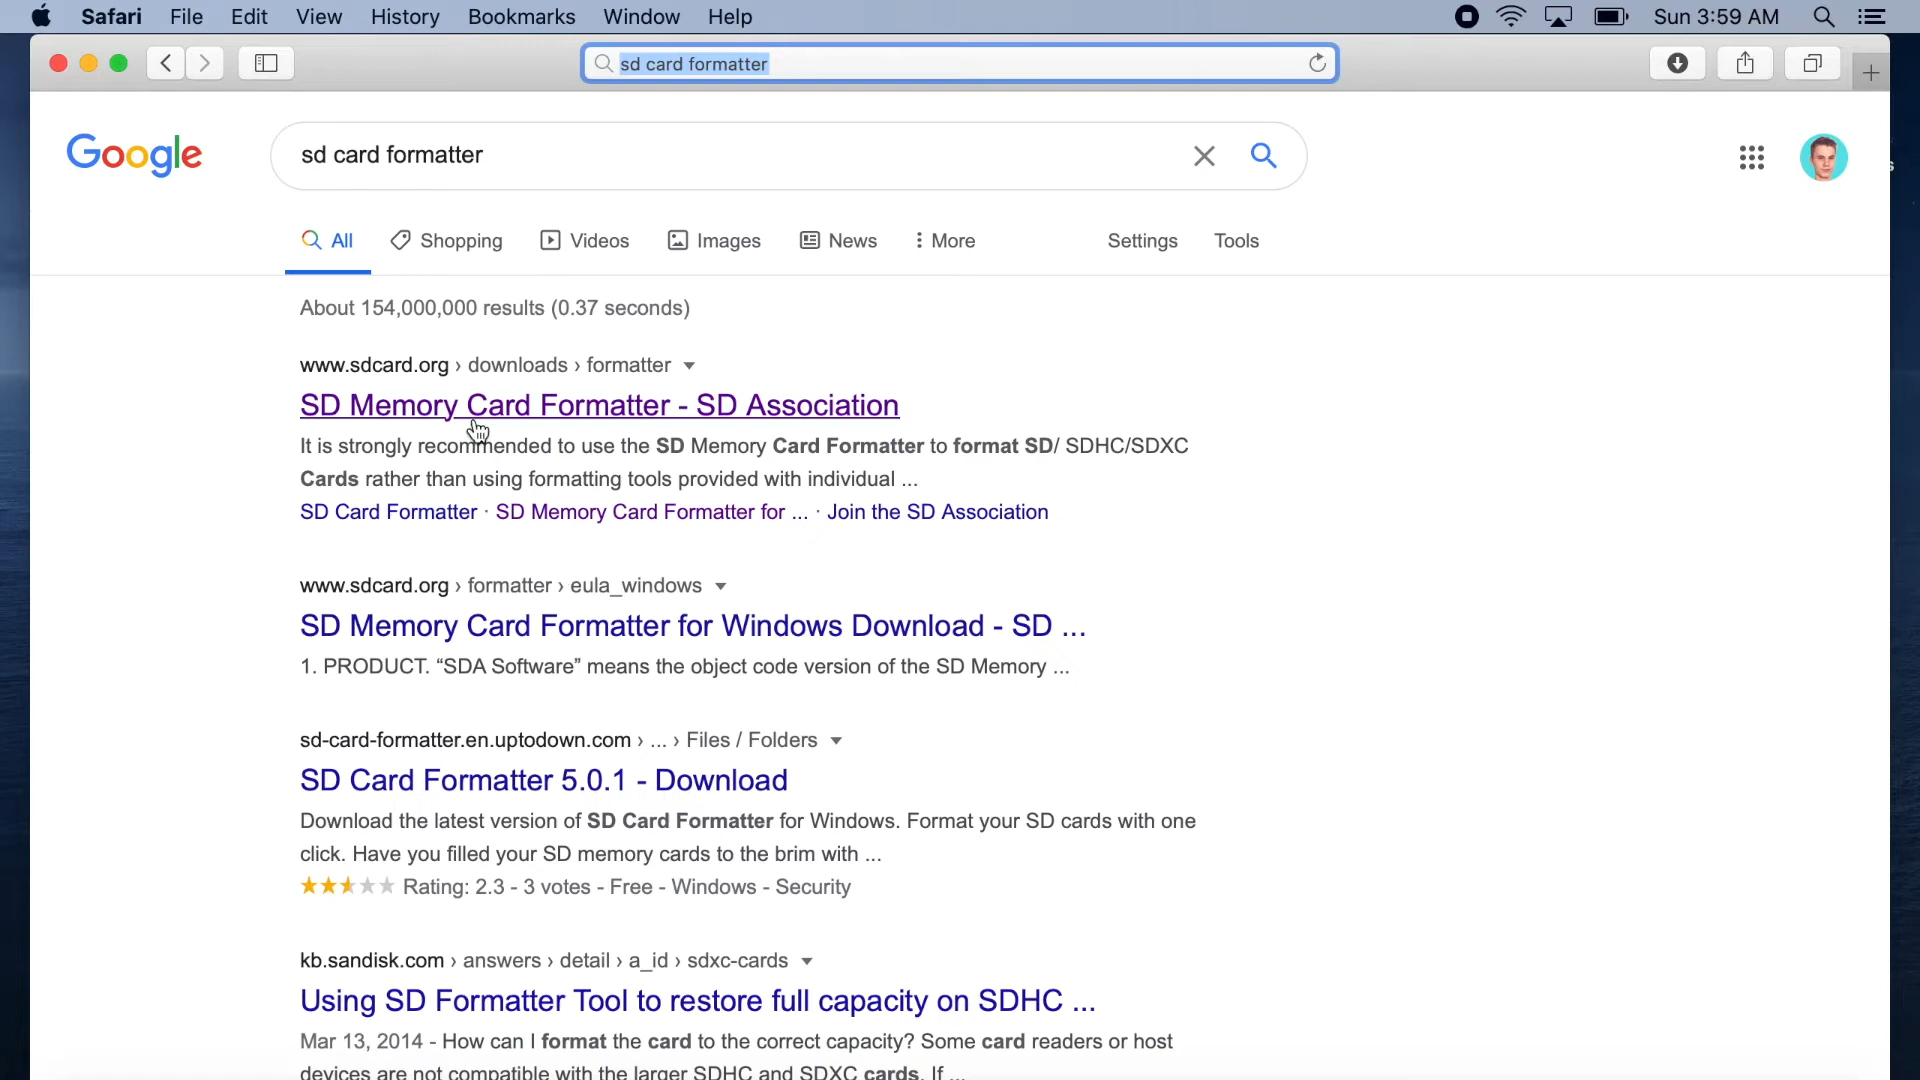 Safari File Edit View History Bookmarks Window Help Sun 3:59 AM
sd card formatter
Google sd card formatter
All Shopping Videos Images News More Settings Tools
About 154,000,000 results (0.37 seconds)
www.sdcard.org › downloads › formatter
SD Memory Card Formatter - SD Association
It is strongly recommended to use the SD Memory Card Formatter to format SD/ SDHC/SDXC
Cards rather than using formatting tools provided with individual ...
SD Card Formatter · SD Memory Card Formatter for ... · Join the SD Association
www.sdcard.org › formatter › eula_windows
SD Memory Card Formatter for Windows Download - SD ...
1. PRODUCT. “SDA Software” means the object code version of the SD Memory ...
sd-card-formatter.en.uptodown.com › ... › Files / Folders
SD Card Formatter 5.0.1 - Download
Download the latest version of SD Card Formatter for Windows. Format your SD cards with one
click. Have you filled your SD memory cards to the brim with ...
Rating: 2.3 - 3 votes - Free - Windows - Security
kb.sandisk.com › answers › detail › a_id › sdxc-cards
Using SD Formatter Tool to restore full capacity on SDHC ...
Mar 13, 2014 - How can I format the card to the correct capacity? Some card readers or host
devices are not compatible with the larger SDHC and SDXC cards. If ...